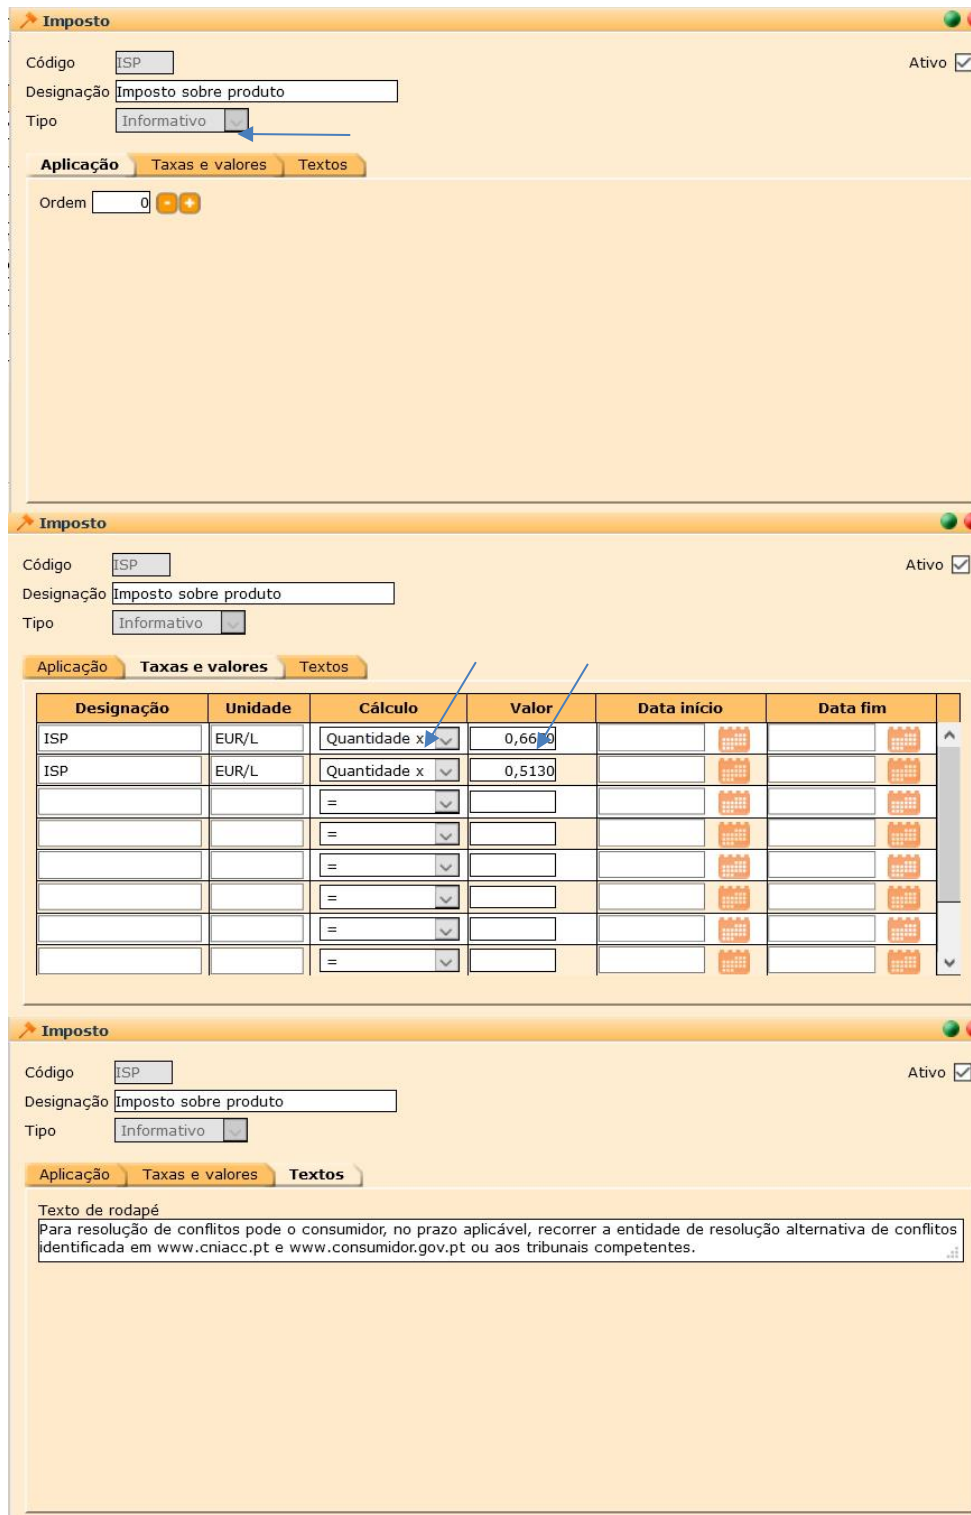 Imposto
Código ISP Ativo
Designação Imposto sobre produto
Tipo Informativo
Aplicação Taxas e valores Textos
Ordem 0
Imposto
Código ISP Ativo
Designação Imposto sobre produto
Tipo Informativo
Aplicação Taxas e valores Textos
Designação Unidade Cálculo Valor Data início Data fim
ISP EUR/L Quantidade x
ISP EUR/L Quantidade x 0,5130
=
=
=
=
=
=
Imposto
Código ISP Ativo
Designação Imposto sobre produto
Tipo Informativo
Aplicação Taxas e valores Textos
Texto de rodapé
Para resolução de conflitos pode o consumidor, no prazo aplicável, recorrer a entidade de resolução alternativa de conflitos
identificada em www.cniacc.pt e www.consumidor.gov.pt ou aos tribunais competentes.